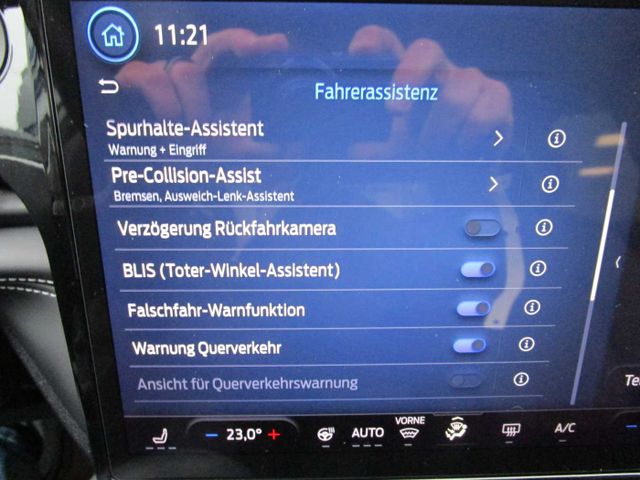 11:21
Fahrerassistenz
Spurhalte-Assistent
Warnung + Eingriff
Pre-Collision-Assist
Bremsen, Ausweich-Lenk-Assistent
Verzögerung Rückfahrkamera
BLIS (Toter-Winkel-Assistent)
Falschfahr-Warnfunktion
Warnung Querverkehr
Ansicht für Querverkehrswarnung
Te
VORNE
23,0° AUTO A/C